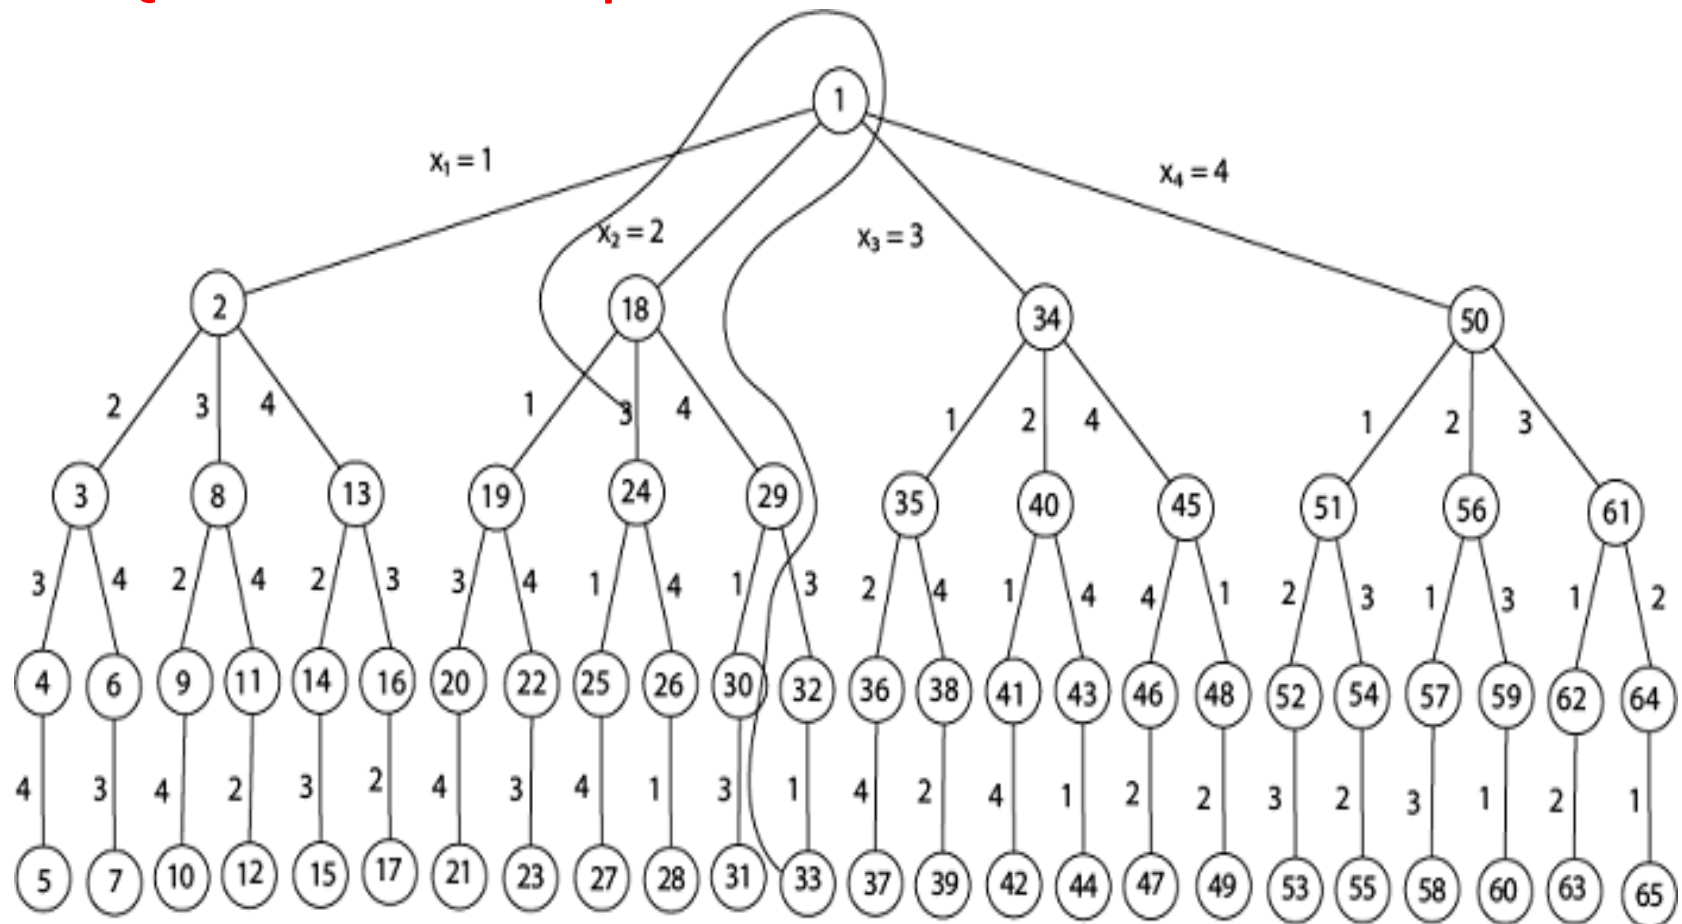 1
x₁ = 1
x₂ = 2
x₃ = 3
x₄ = 4
2 18 34 50
2 3 4 1 3 4 1 2 4 1 2 3
3 8 13 19 24 29 35 40 45 51 56 61
3 4 2 4 2 3 3 4 1 4 1 3 2 4 1 4 4 1 2 3 1 3 1 2
4 6 9 11 14 16 20 22 25 26 30 32 36 38 41 43 46 48 52 54 57 59 62 64
4 3 4 2 3 2 4 3 4 1 3 1 4 2 4 1 2 2 3 2 3 1 2 1
5 7 10 12 15 17 21 23 27 28 31 33 37 39 42 44 47 49 53 55 58 60 63 65